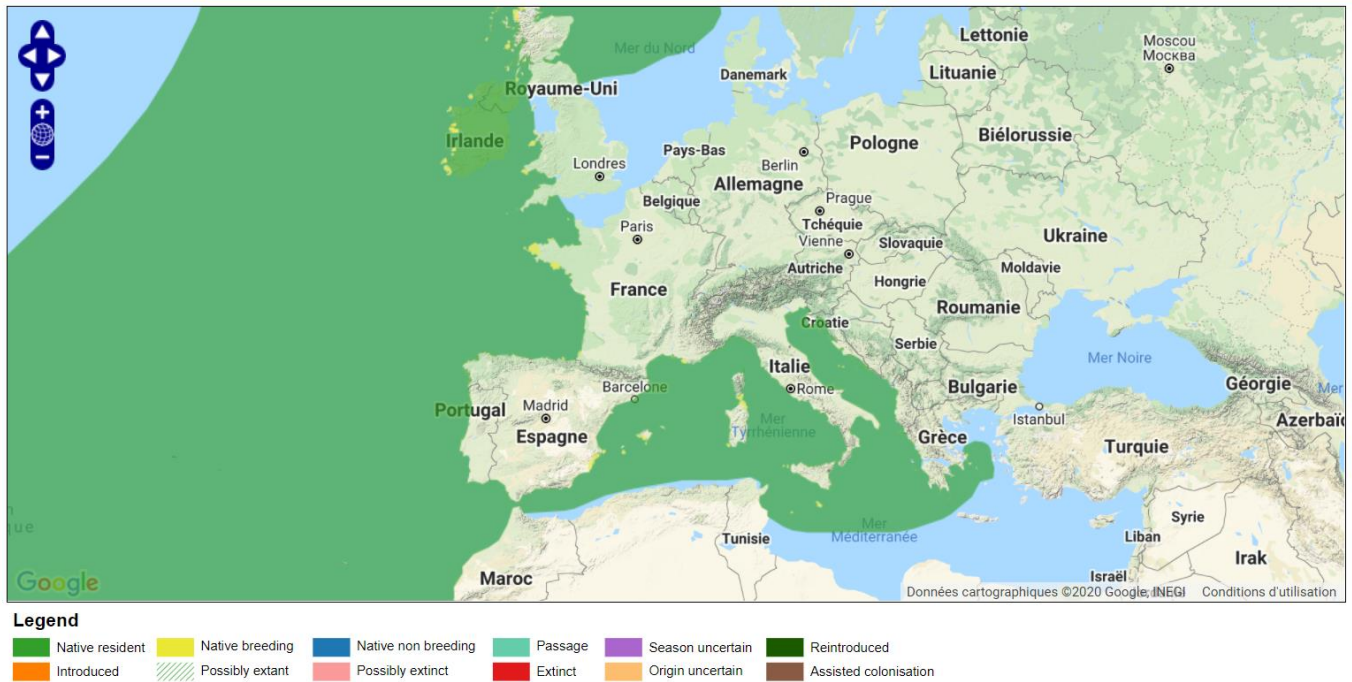 Lettonie
Moscou
Москва
Mer du Nord
Danemark
Lituanie
Royaume-Uni
Irlande
Biélorussie
Pologne
Pays-Bas
Londres
Berlin
Allemagne
Belgique
Prague
Tchéquie
Paris
Vienne
Slovaquie
Ukraine
Autriche
Moldavie
Hongrie
France
Roumanie
Croatie
Serbie
Mer Noire
Italie
Barcelone
Rome
Bulgarie
Géorgie
Mer
Portugal
Madrid
Istanbul
Azerbaïd
Mer
Tyrrhénienne
Espagne
Grèce
Turquie
Syrie
que
Mer
Méditerranée
Tunisie
Liban
Irak
Maroc
Israël
Google
Données cartographiques ©2020 Google, INEGI Conditions d'utilisation
Legend
Native resident Native breeding Native non breeding Passage Season uncertain Reintroduced
Introduced Possibly extant Possibly extinct Extinct Origin uncertain Assisted colonisation